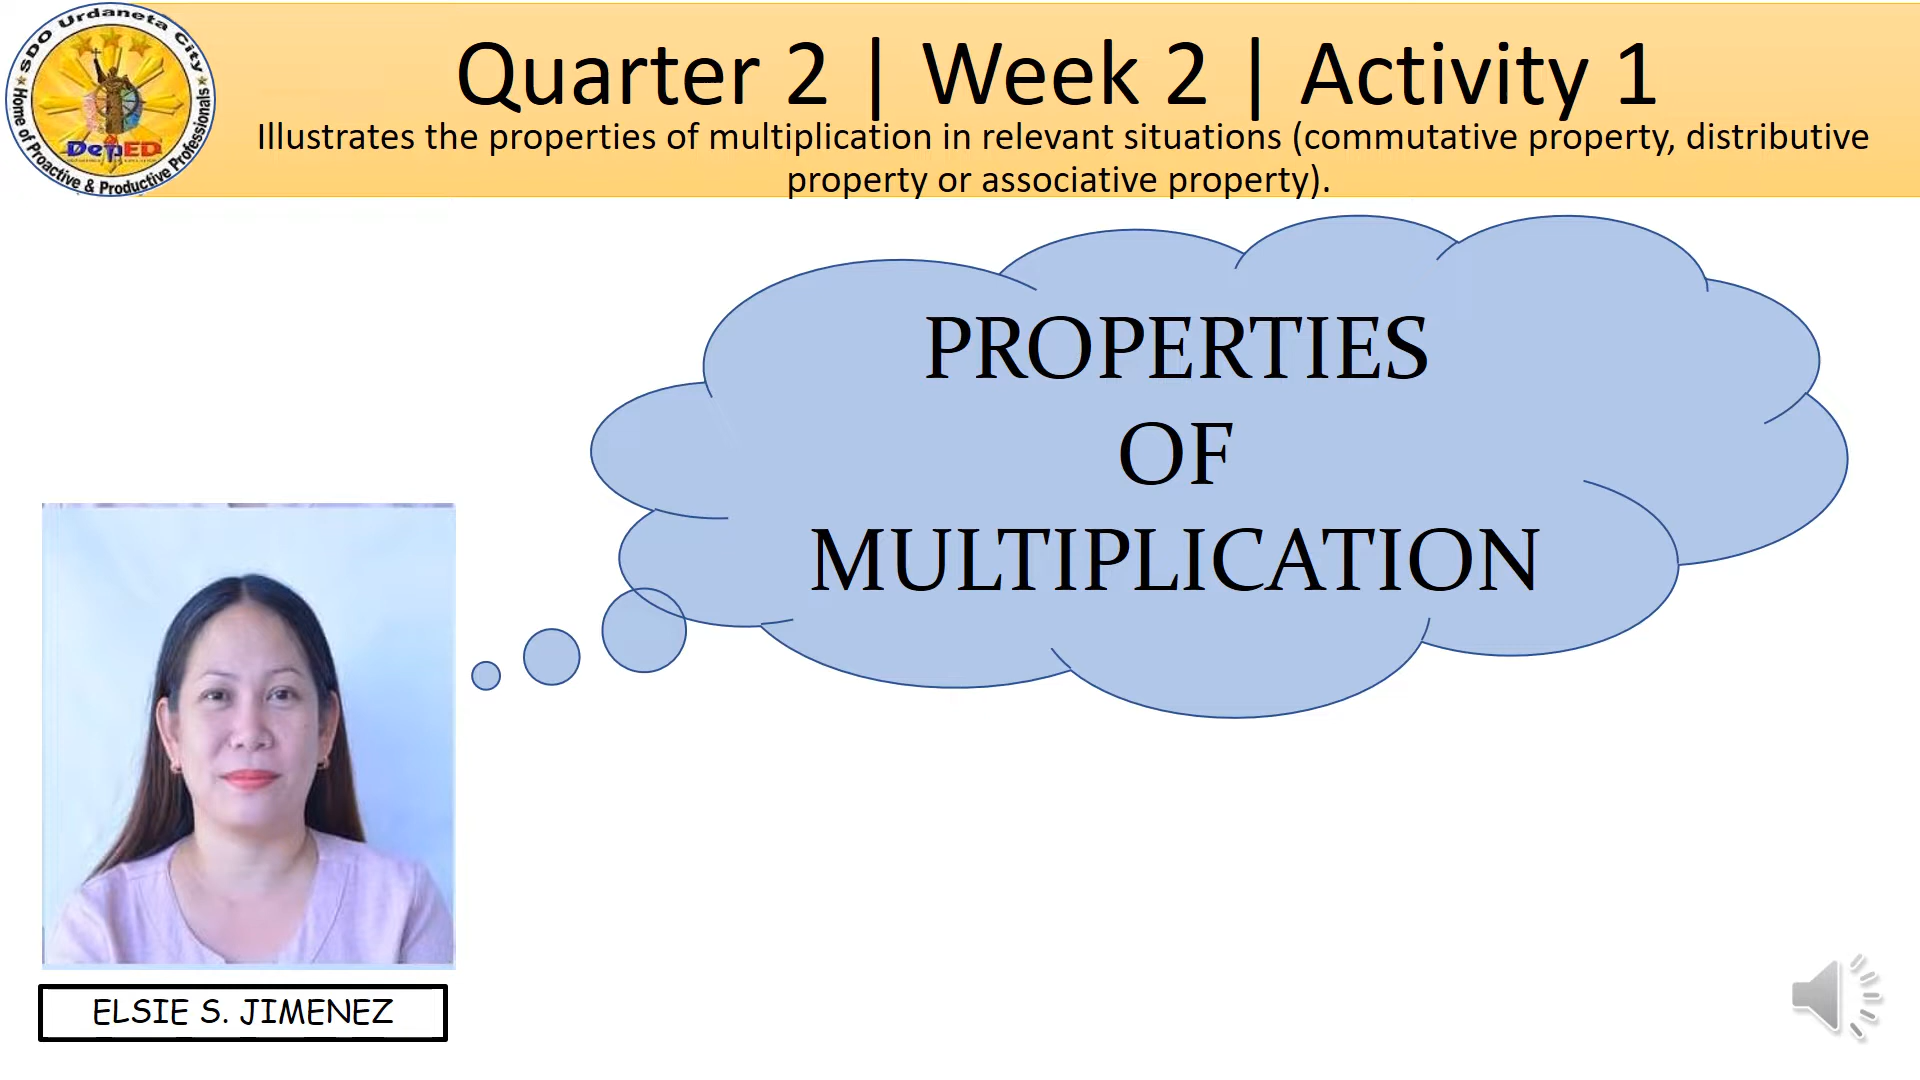 SDO Urdaneta City
Home of Proactive & Productive Professionals
DepED
Quarter 2 | Week 2 | Activity 1
Illustrates the properties of multiplication in relevant situations (commutative property, distributive
property or associative property).
PROPERTIES
OF
MULTIPLICATION
ELSIE S. JIMENEZ